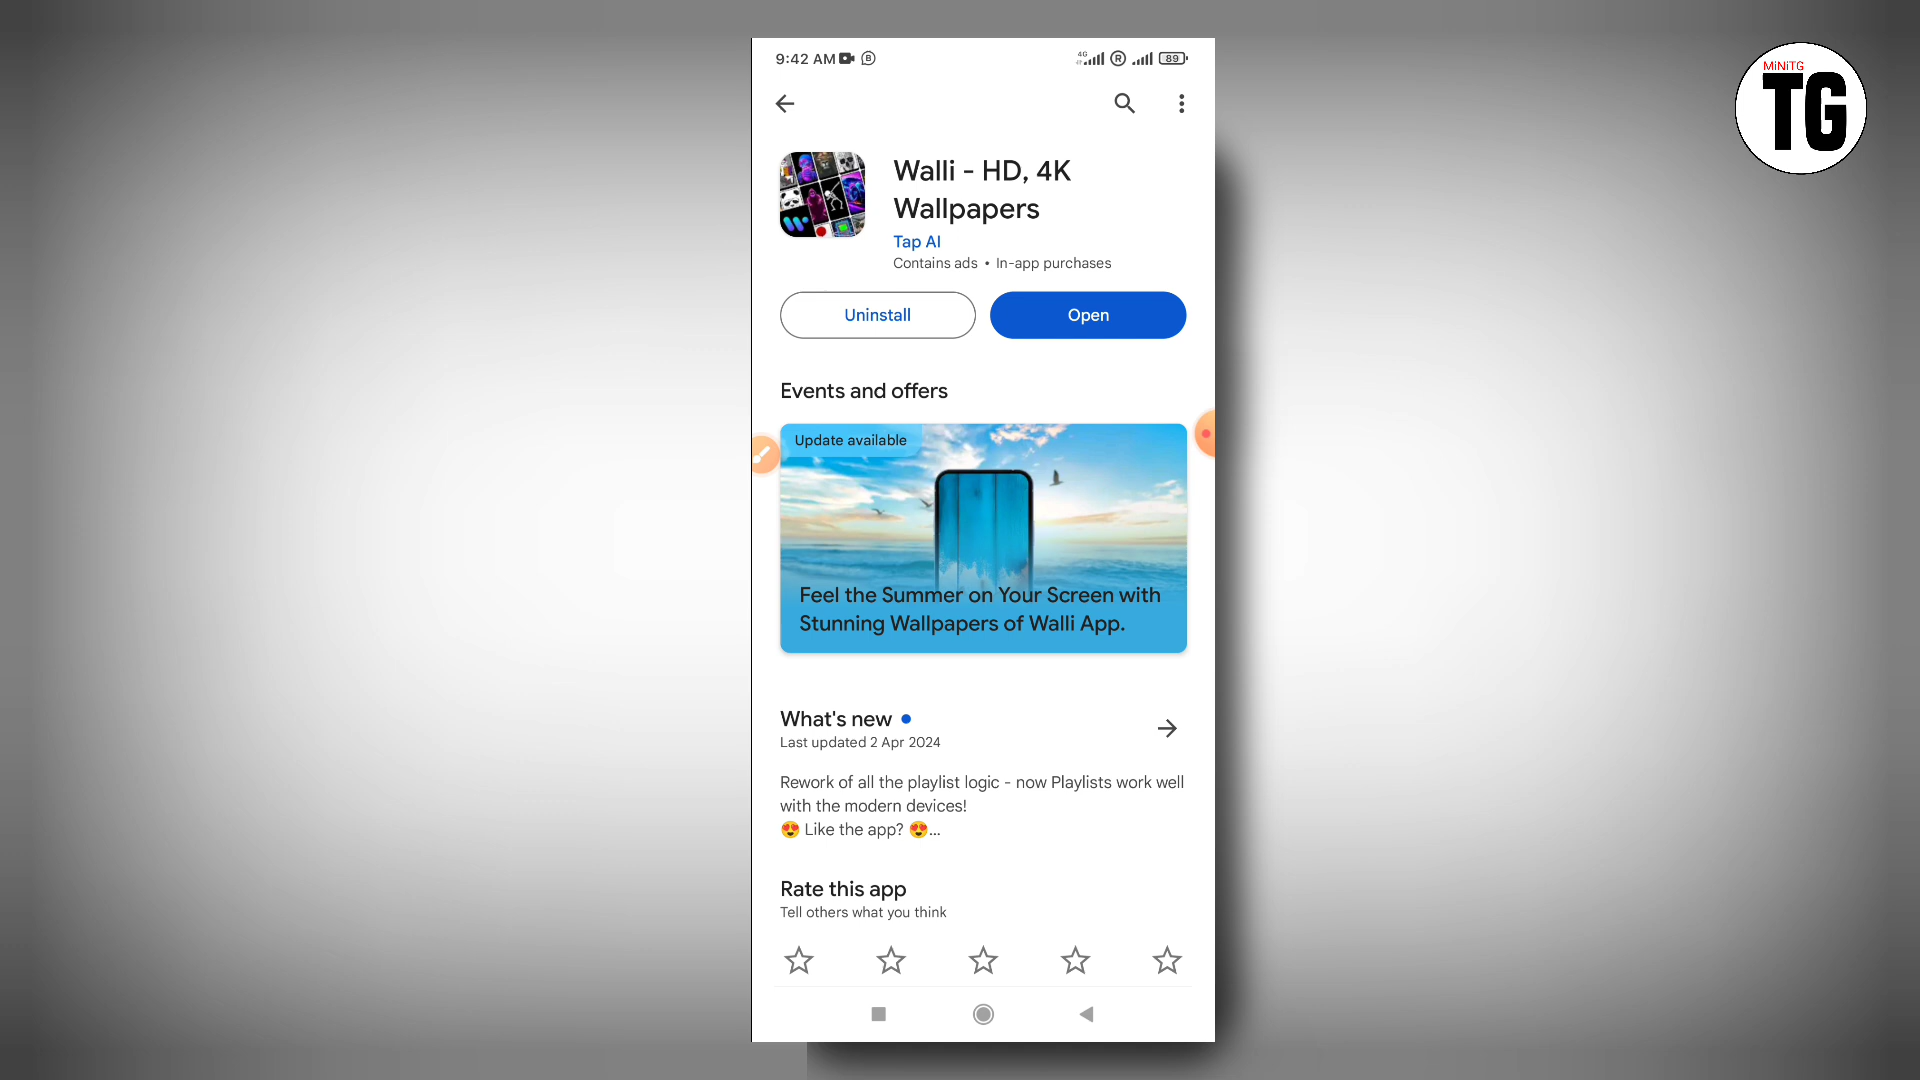 9:42 AM
4G
R
89
MiNiTG
TG
Walli - HD, 4K
Wallpapers
Tap AI
Contains ads • In-app purchases
Uninstall
Open
Events and offers
Update available
Feel the Summer on Your Screen with
Stunning Wallpapers of Walli App.
What's new
Last updated 2 Apr 2024
Rework of all the playlist logic - now Playlists work well
with the modern devices!
😍 Like the app? 😍...
Rate this app
Tell others what you think